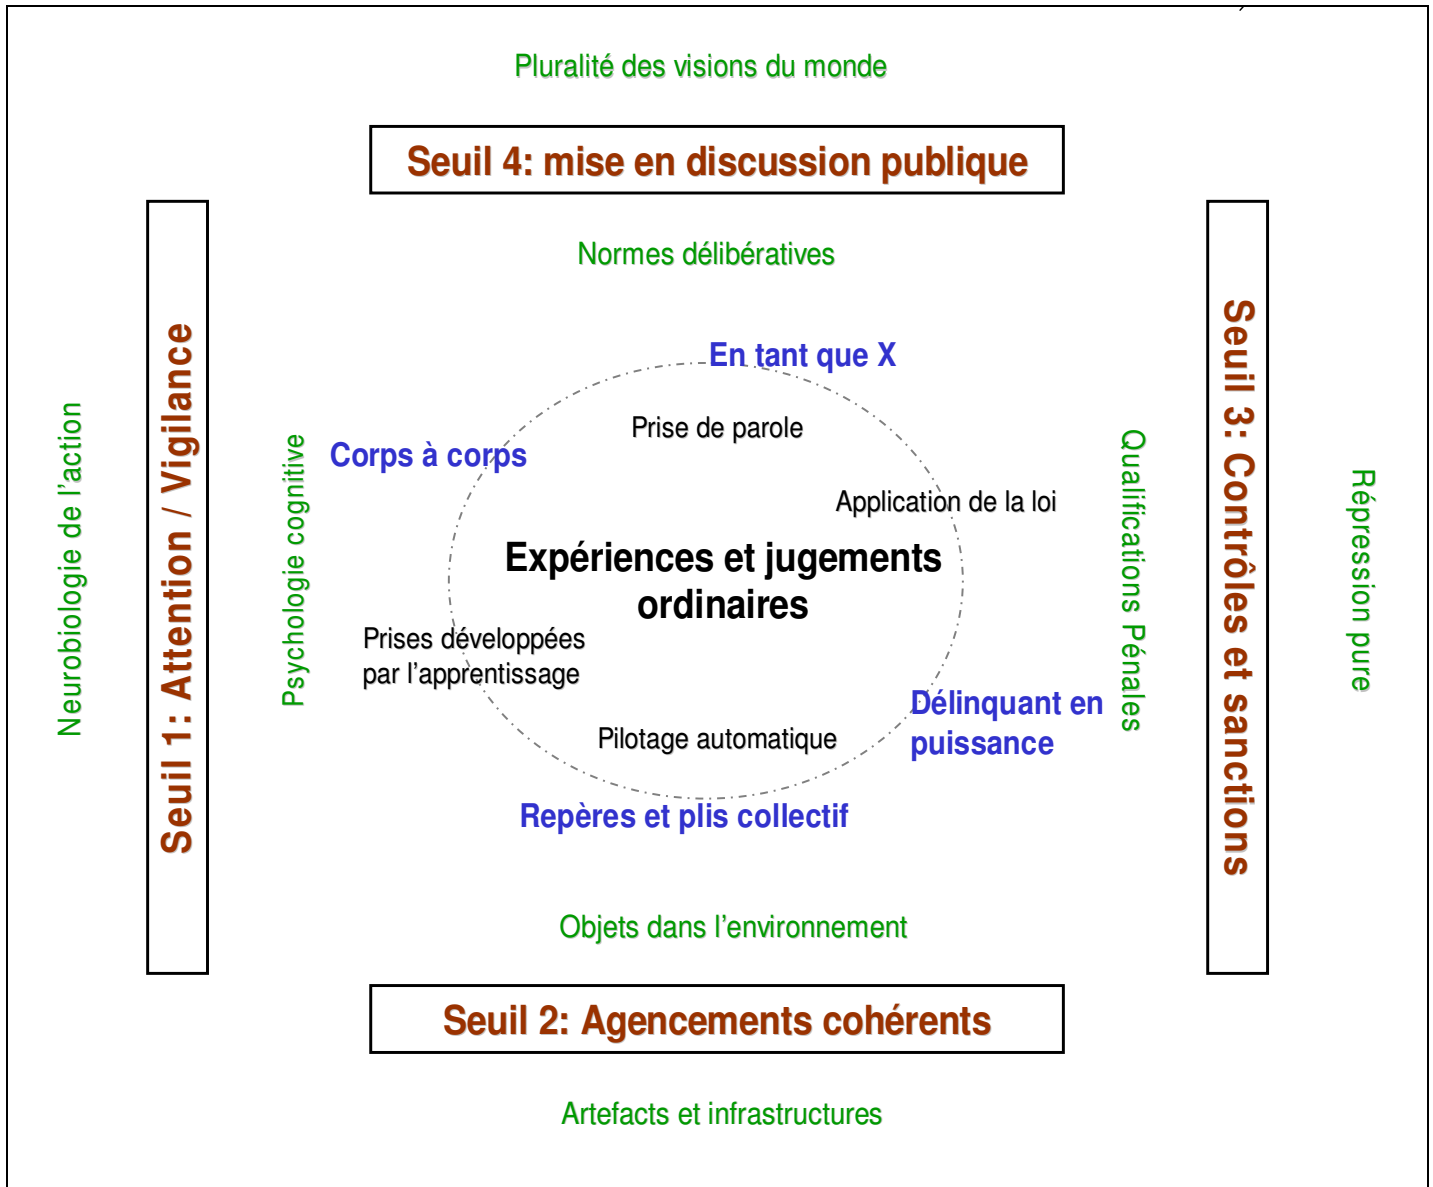 Pluralité des visions du monde
Seuil 4: mise en discussion publique
Normes délibératives
En tant que X
Prise de parole
Corps à corps
Application de la loi
Expériences et jugements
ordinaires
Prises développées
par l'apprentissage
Pilotage automatique
Délinquant en
puissance
Repères et plis collectif
Neurobiologie de l'action
Seuil 1: Attention / Vigilance
Psychologie cognitive
Qualifications Pénales
Seuil 3: Contrôles et sanctions
Répression pure
Objets dans l'environnement
Seuil 2: Agencements cohérents
Artefacts et infrastructures